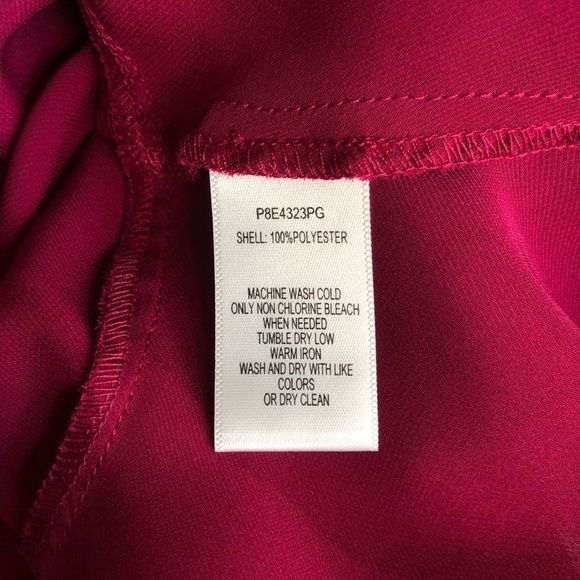 P8E4323PG
SHELL: 100%POLYESTER
MACHINE WASH COLD
ONLY NON CHLORINE BLEACH
WHEN NEEDED
TUMBLE DRY LOW
WARM IRON
WASH AND DRY WITH LIKE
COLORS
OR DRY CLEAN